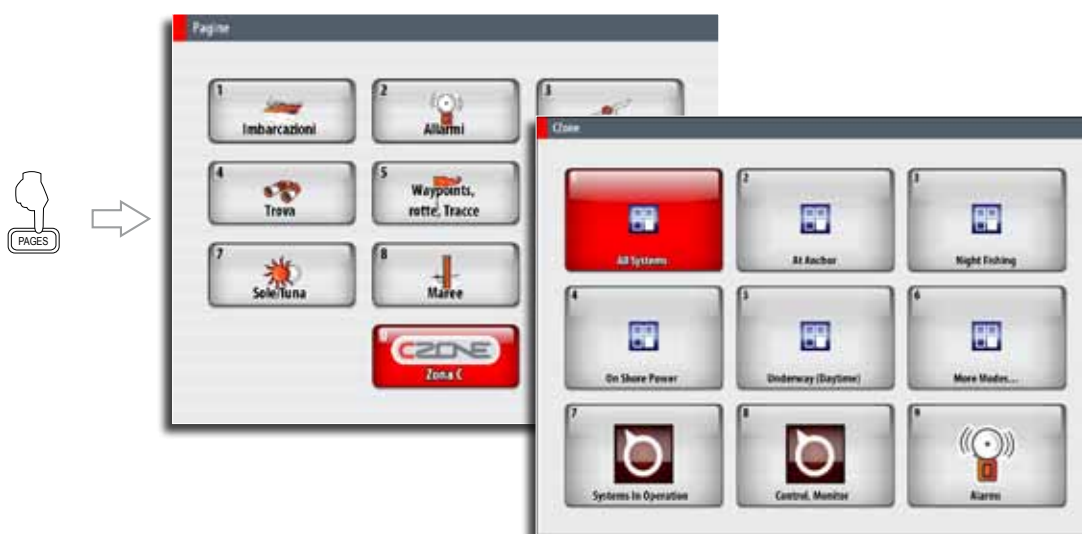 PAGES
Pagine
1
Imbarcazioni
2
Allarmi
3
4
Trova
5
Waypoints,
rotte, Tracce
7
Sole/luna
8
Maree
CZONE
Zona C
CZone
All Systems
2
At Anchor
3
Night Fishing
4
On Shore Power
5
Underway (Daytime)
6
More Modes...
7
Systems In Operation
8
Control, Monitor
9
Alarms